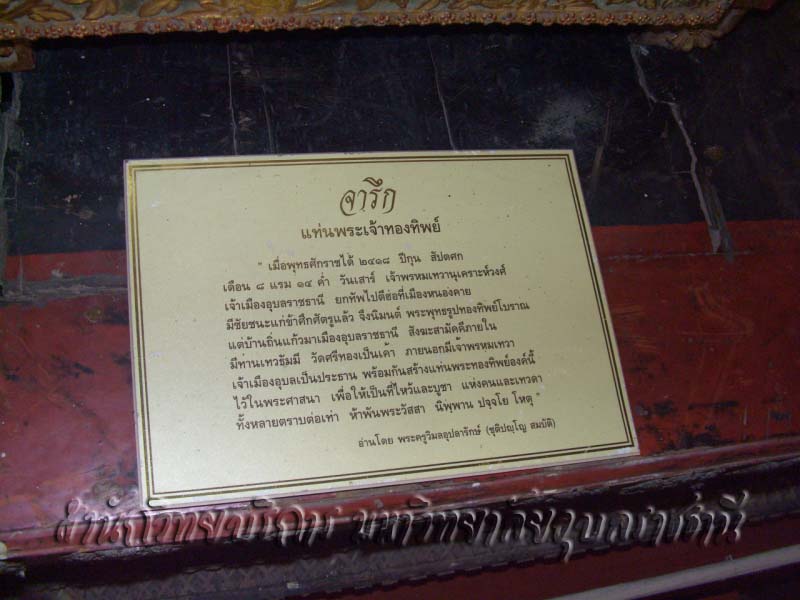 จารึก
แท่นพระเจ้าทองทิพย์
" เมื่อพุทธศักราชได้ ๒๔๑๘ ปีกุน สัปตศก
เดือน ๘ แรม ๑๔ ค่ำ วันเสาร์ เจ้าพรหมเทวานุเคราะห์วงศ์
เจ้าเมืองอุบลราชธานี ยกทัพไปตีฮ่อที่เมืองหนองคาย
มีชัยชนะแก่ข้าศึกศัตรูแล้ว จึงนิมนต์ พระพุทธรูปทองทิพย์โบราณ
แต่บ้านถิ่นแก้วมาเมืองอุบลราชธานี สังฆะสามัคคีภายใน
มีท่านเทวธัมมี วัดศรีทองเป็นเค้า ภายนอกมีเจ้าพรหมเทวา
เจ้าเมืองอุบลเป็นประธาน พร้อมกันสร้างแท่นพระทองทิพย์องค์นี้
ไว้ในพระศาสนา เพื่อให้เป็นที่ไหว้และบูชา แห่งคนและเทวดา
ทั้งหลายตราบต่อเท่า ห้าพันพระวัสสา นิพฺพาน ปจฺจโย โหตุ "
อ่านโดย พระครูวิมลอุปลารักษ์ (ชุติปญฺโญ สมบัติ)
สำนักวิทยบริการ มหาวิทยาลัยอุบลราชธานี